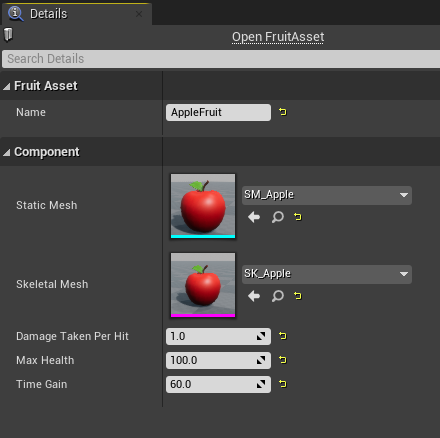 Details
Open FruitAsset
Search Details
Fruit Asset
Name AppleFruit
Component
Static Mesh SM_Apple
Skeletal Mesh SK_Apple
Damage Taken Per Hit 1.0
Max Health 100.0
Time Gain 60.0